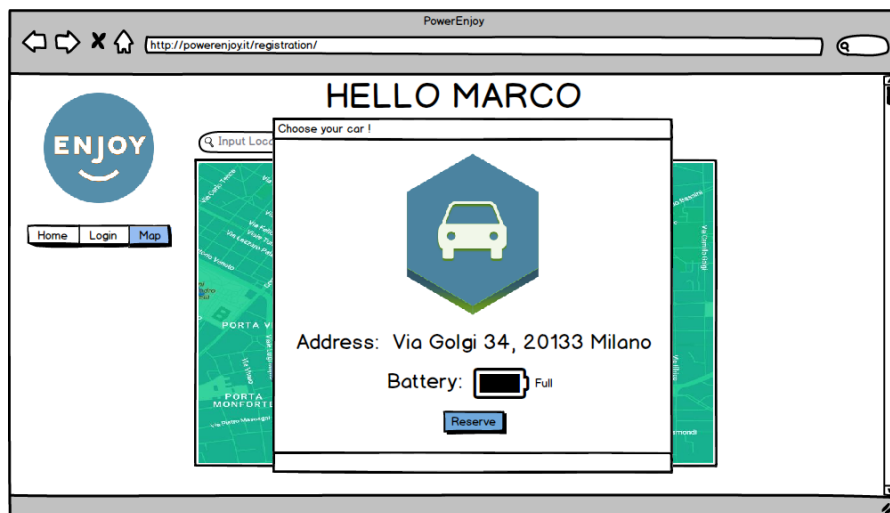 PowerEnjoy
http://powerenjoy.it/registration/
HELLO MARCO
ENJOY
Input Loca
Choose your car !
Home Login Map
PORTA V
PORTA
MONFORTE
Address: Via Golgi 34, 20133 Milano
Battery: Full
Reserve